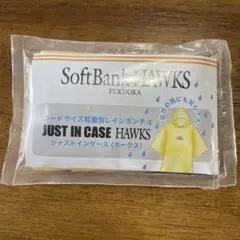 SoftBank HAWKS
FUKUOKA
カードサイズ軽量型レインポンチョ
JUST IN CASE HAWKS
ジャストインケース〈ホークス〉